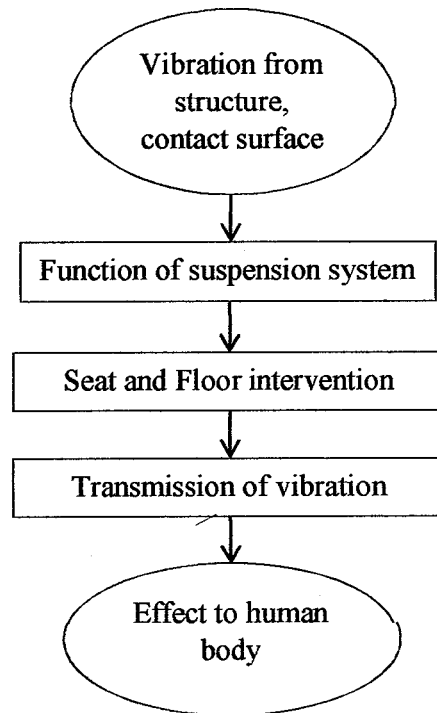 Vibration from
structure,
contact surface
Function of suspension system
Seat and Floor intervention
Transmission of vibration
Effect to human
body